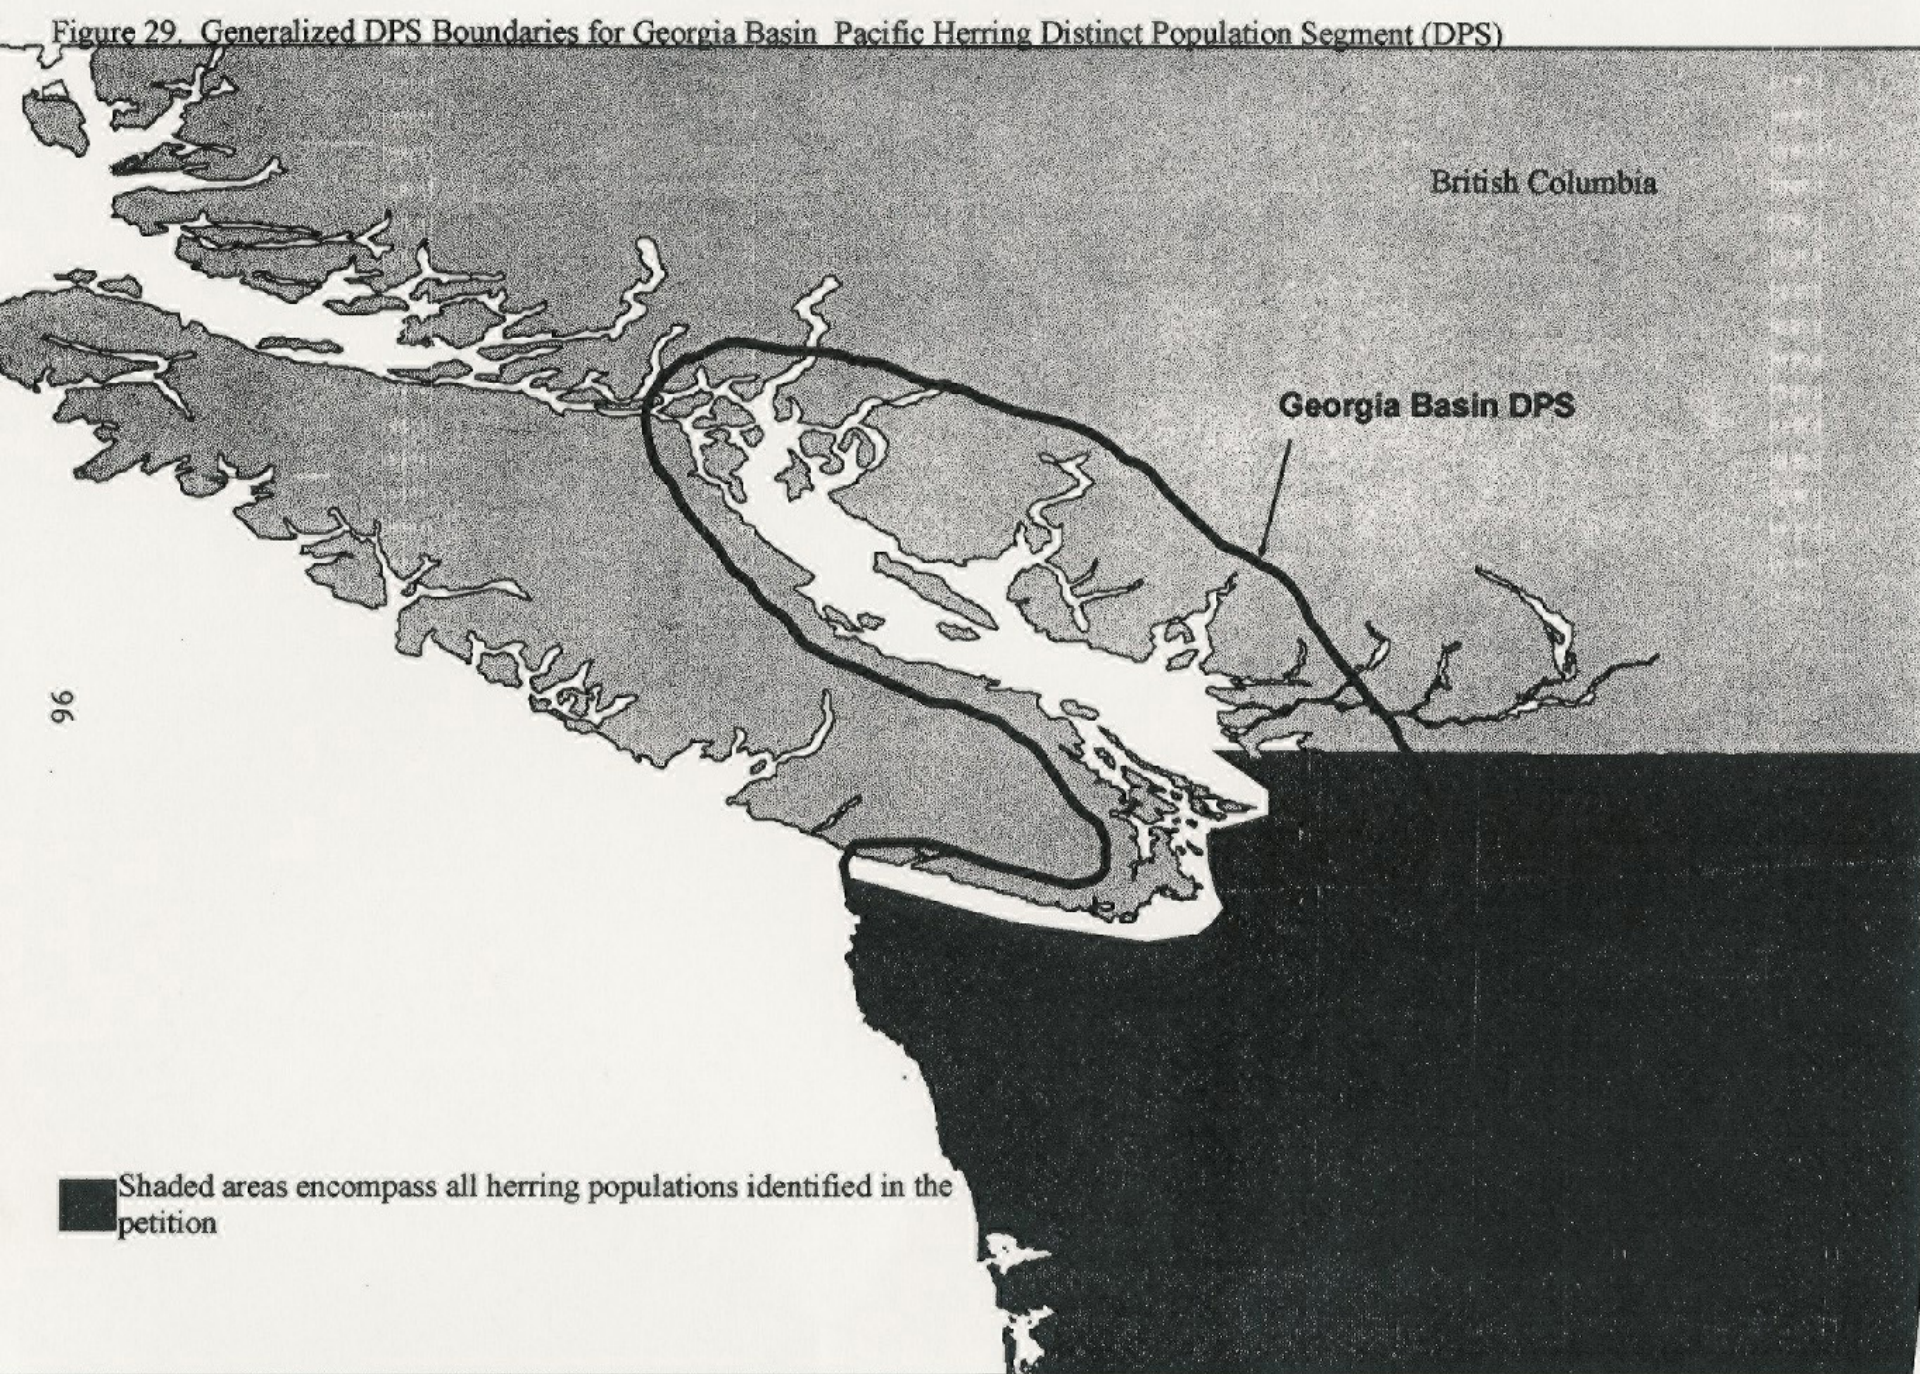 Figure 29. Generalized DPS Boundaries for Georgia Basin Pacific Herring Distinct Population Segment (DPS)
British Columbia
Georgia Basin DPS
96
Shaded areas encompass all herring populations identified in the
petition